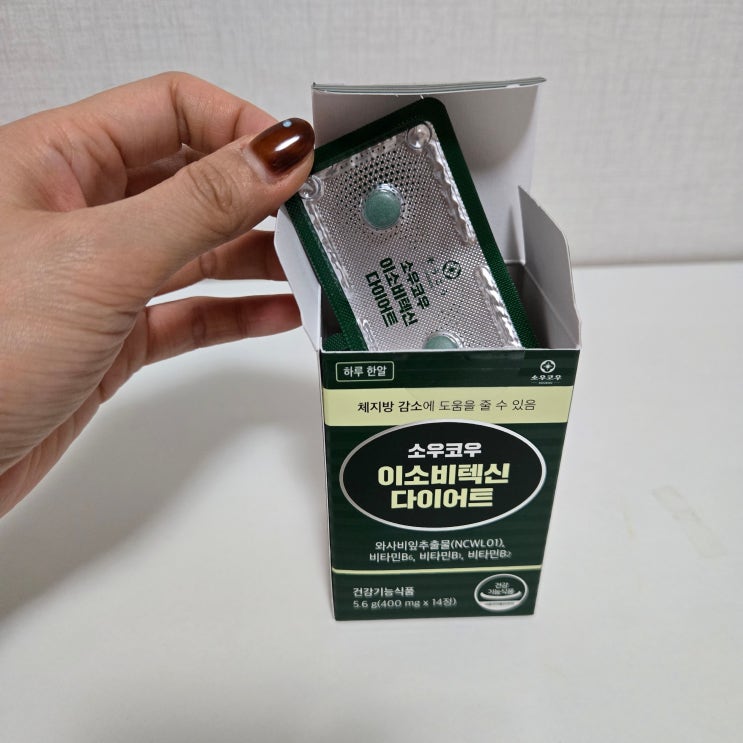 소우코우
이소비텍신
다이어트
하루 한알
소우코우
체지방 감소에 도움을 줄 수 있음
소우코우
이소비텍신
다이어트
와사비잎추출물(NCWL01),
비타민B₆, 비타민B₁, 비타민B₂
건강기능식품
5.6 g(400 mg x 14정)
건강
기능식품